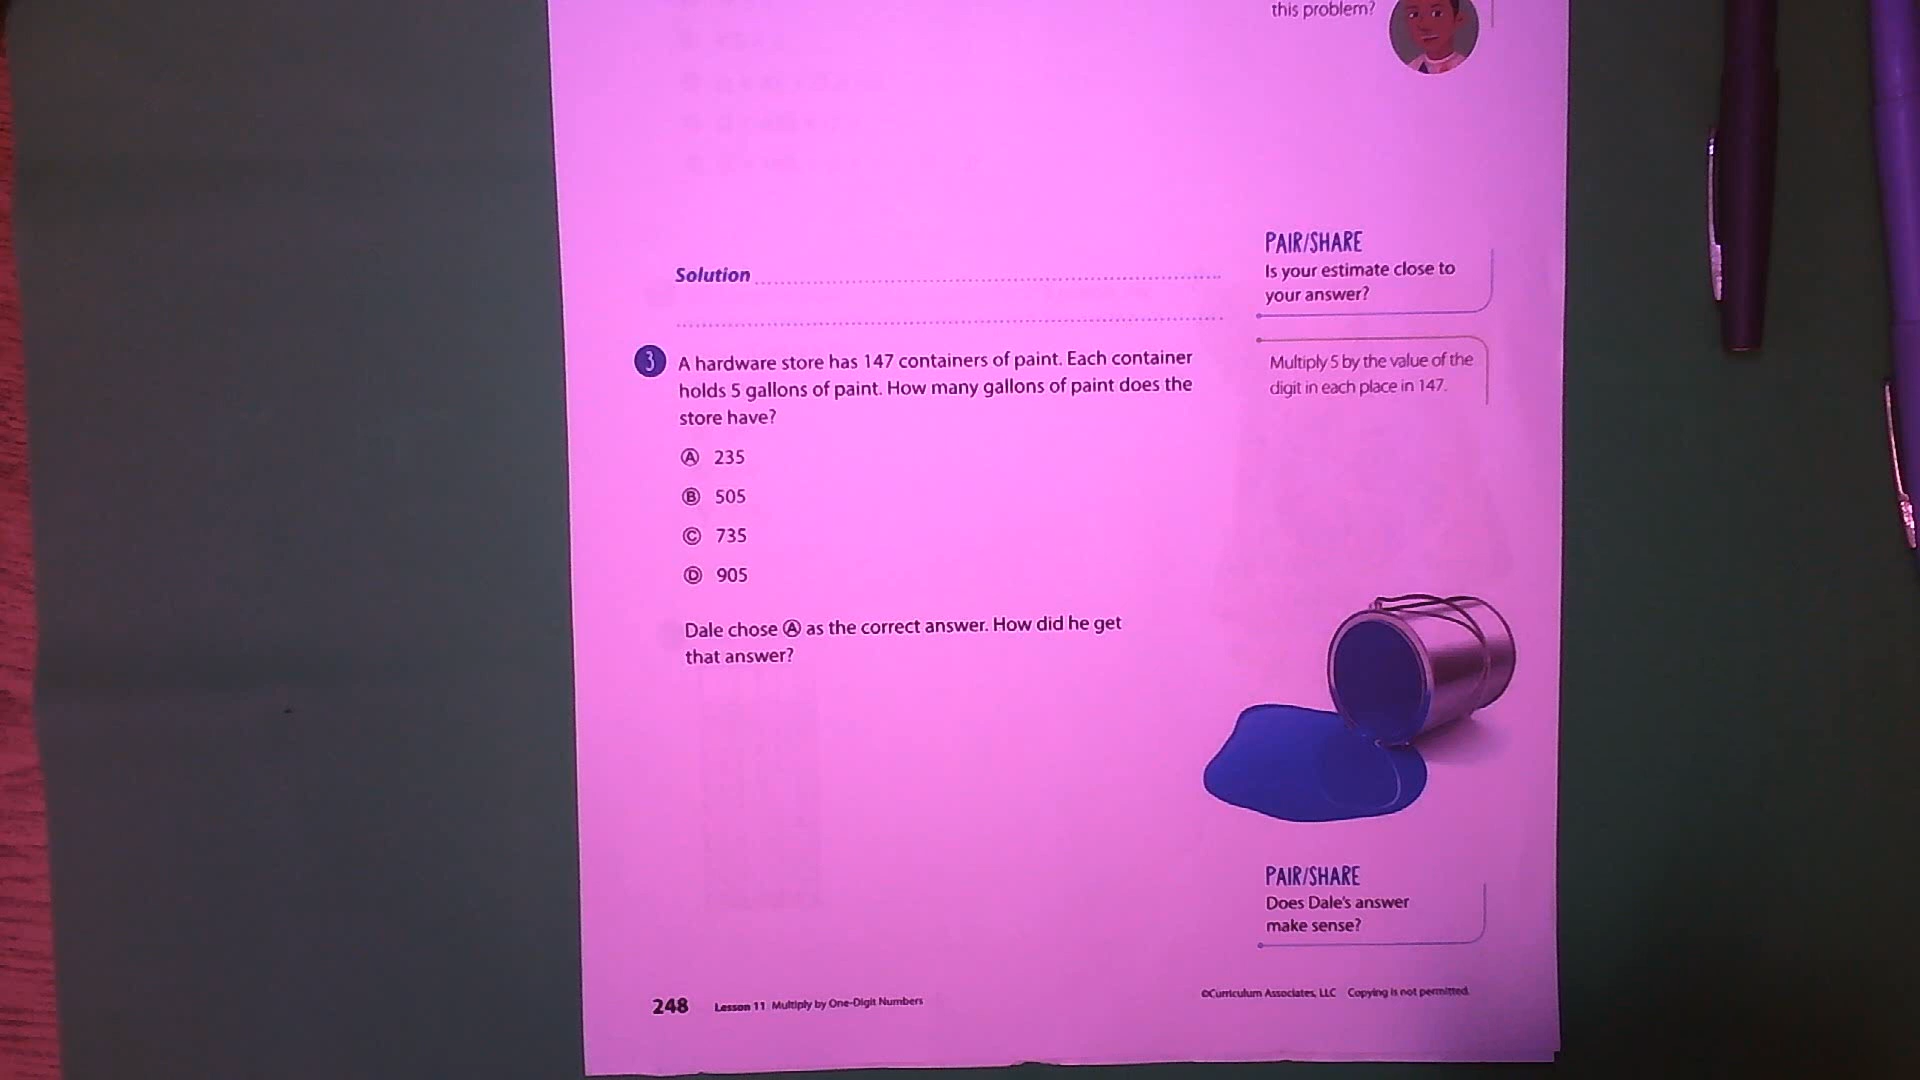 this problem?
PAIR/SHARE
Is your estimate close to
your answer?
Solution
3 A hardware store has 147 containers of paint. Each container
holds 5 gallons of paint. How many gallons of paint does the
store have?
Multiply 5 by the value of the
digit in each place in 147.
Ⓐ 235
Ⓑ 505
Ⓒ 735
Ⓓ 905
Dale chose Ⓐ as the correct answer. How did he get
that answer?
PAIR/SHARE
Does Dale's answer
make sense?
248 Lesson 11 Multiply by One-Digit Numbers
©Curriculum Associates, LLC Copying is not permitted.